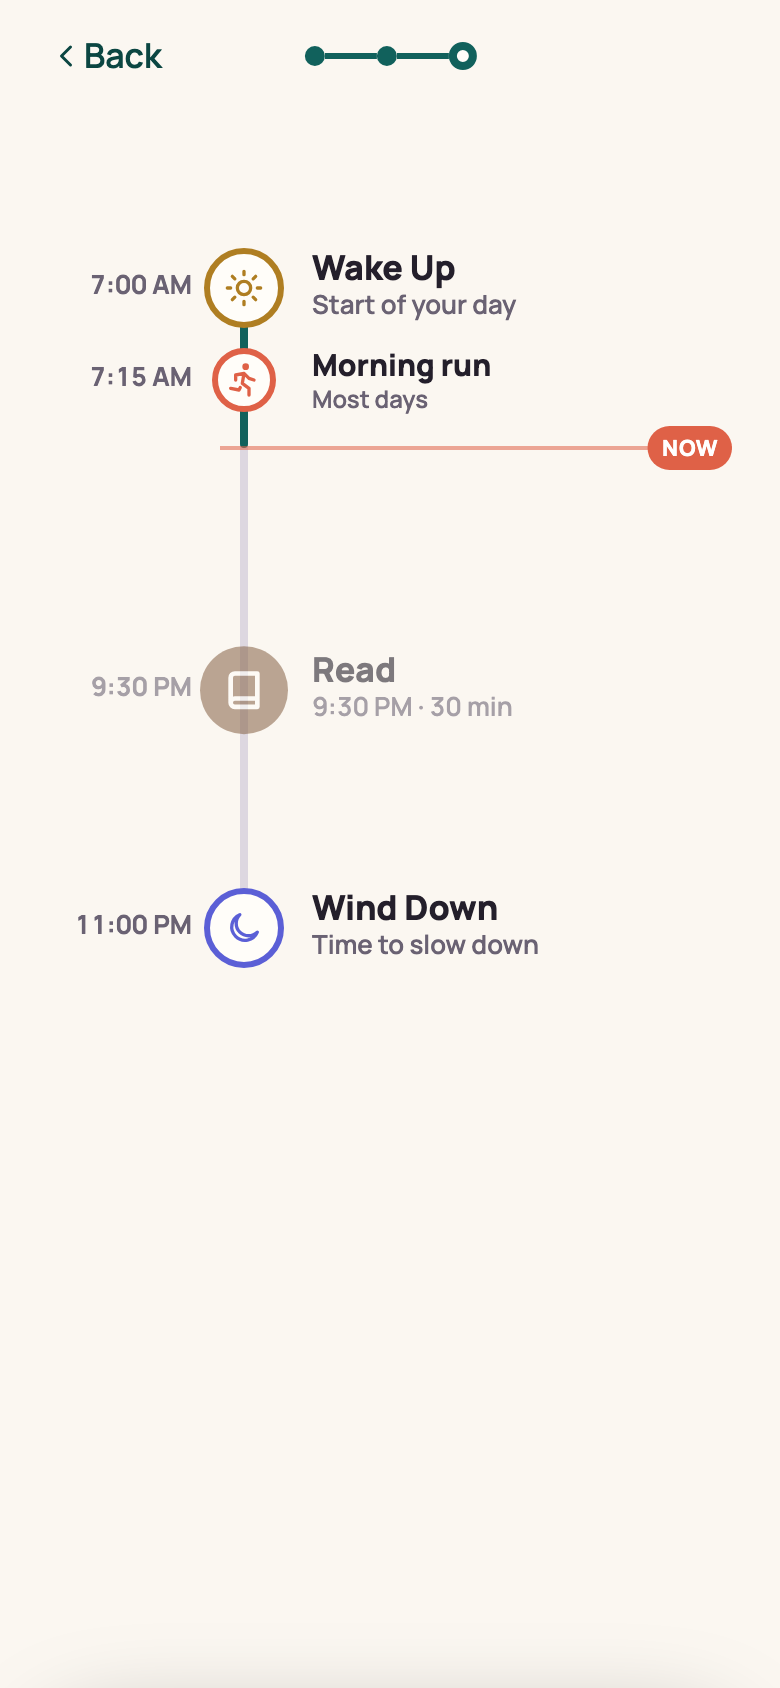 Back
7:00 AM
Wake Up
Start of your day
7:15 AM
Morning run
Most days
NOW
9:30 PM
Read
9:30 PM · 30 min
11:00 PM
Wind Down
Time to slow down